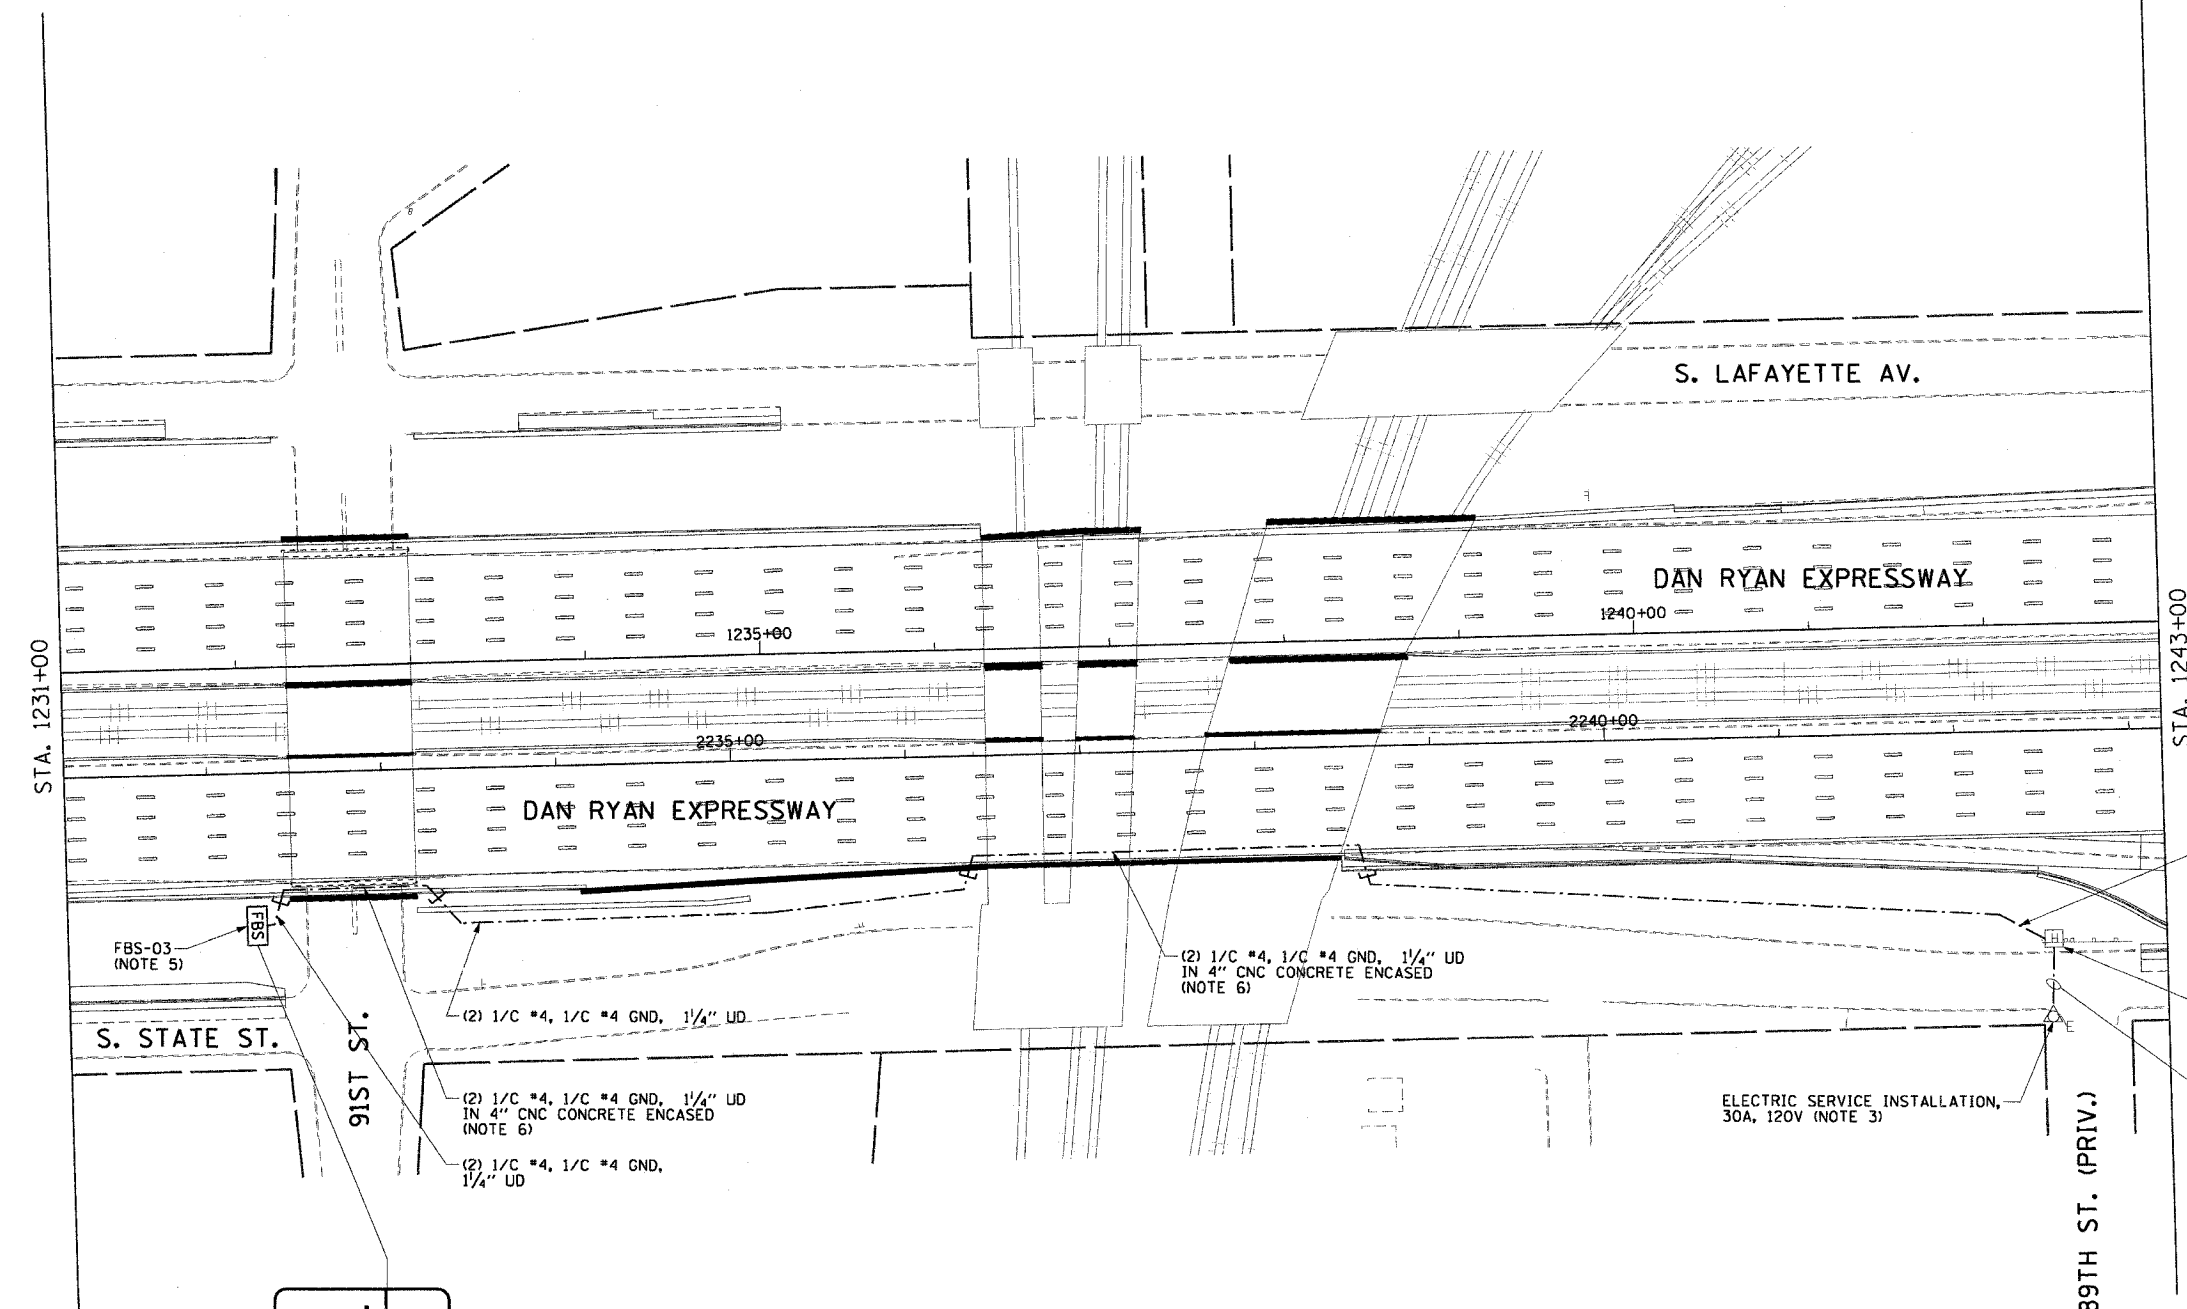 S. LAFAYETTE AV.
DAN RYAN EXPRESSWAY
1240+00
1235+00
STA. 1231+00
STA. 1243+00
2240+00
2235+00
DAN RYAN EXPRESSWAY
FBS
FBS-03
(NOTE 5)
H
(2) 1/C #4, 1/C #4 GND, 1¼" UD
IN 4" CNC CONCRETE ENCASED
(NOTE 6)
(2) 1/C #4, 1/C #4 GND, 1¼" UD
S. STATE ST.
91ST ST.
E
(2) 1/C #4, 1/C #4 GND, 1¼" UD
IN 4" CNC CONCRETE ENCASED
(NOTE 6)
ELECTRIC SERVICE INSTALLATION,
30A, 120V (NOTE 3)
(2) 1/C #4, 1/C #4 GND,
1¼" UD
89TH ST. (PRIV.)